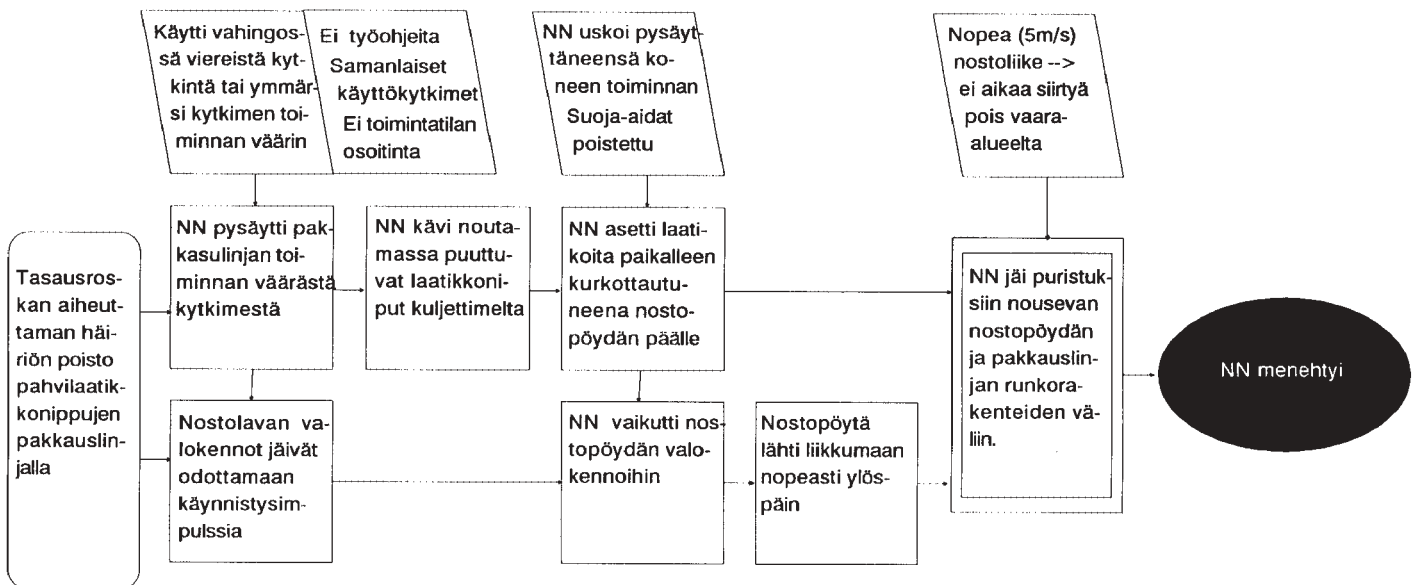 Käytti vahingos-
sä viereistä kyt-
kintä tai ymmär-
si kytkimen toi-
minnan väärin
Ei työohjeita
Samanlaiset
käyttökytkimet
Ei toimintatilan
osoitinta
NN uskoi pysäyt-
täneensä ko-
neen toiminnan
Suoja-aidat
poistettu
Nopea (5m/s)
nostoliike -->
ei aikaa siirtyä
pois vaara-
alueelta
Tasausros-
kan aiheut-
taman häi-
riön poisto
pahvilaatik-
konippujen
pakkauslin-
jalla
NN pysäytti pak-
kasulinjan toi-
minnan väärästä
kytkimestä
NN kävi nouta-
massa puuttu-
vat laatikkoni-
put kuljettimelta
NN asetti laati-
koita paikalleen
kurkottautu-
neena nosto-
pöydän päälle
NN jäi puristuk-
siin nousevan
nostopöydän
ja pakkauslin-
jan runkora-
kenteiden vä-
liin.
NN menehtyi
Nostolavan va-
lokennot jäivät
odottamaan
käynnistysim-
pulssia
NN vaikutti nos-
topöydän valo-
kennoihin
Nostopöytä
lähti liikkumaan
nopeasti ylös-
päin